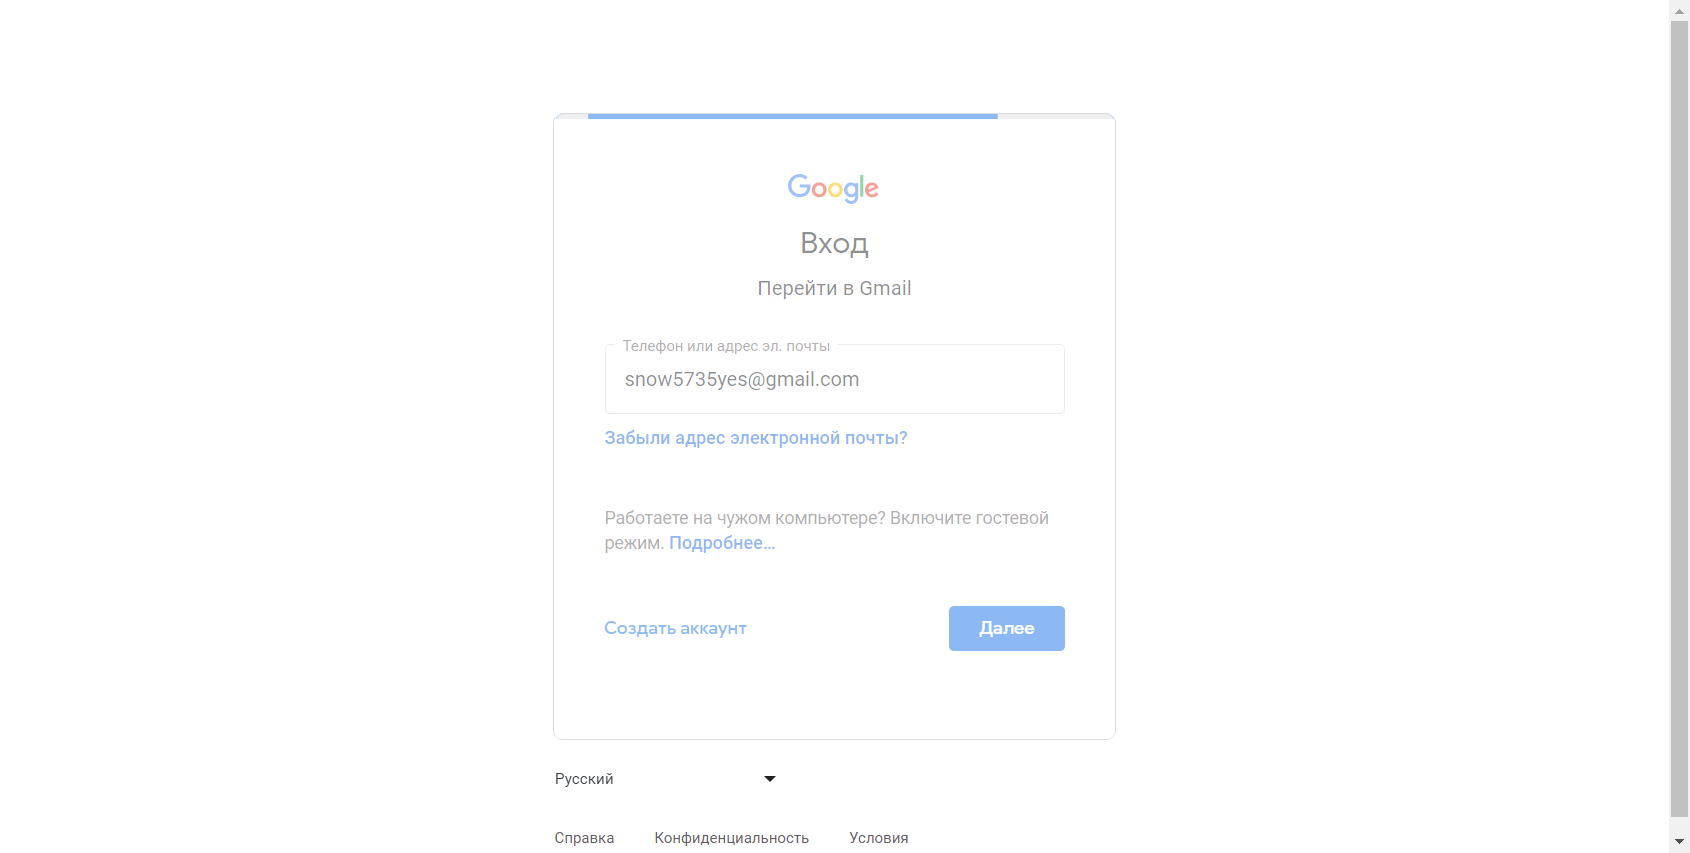 Google
Вход
Перейти в Gmail
Телефон или адрес эл. почты
snow5735yes@gmail.com
Забыли адрес электронной почты?
Работаете на чужом компьютере? Включите гостевой
режим. Подробнее...
Создать аккаунт
Далее
Русский
Справка
Конфиденциальность
Условия